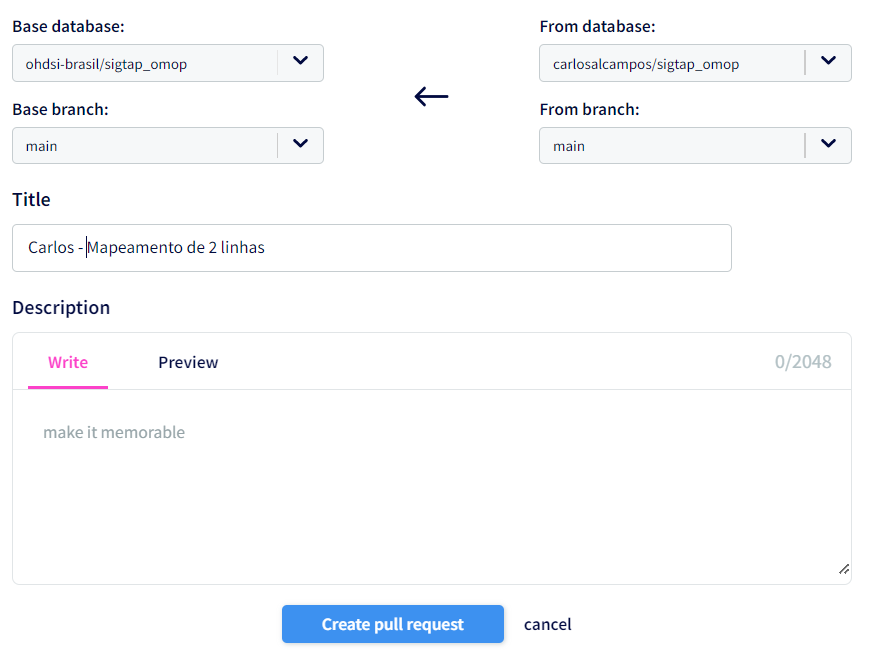 Base database:
From database:
ohdsi-brasil/sigtap_omop
carlosalcampos/sigtap_omop
Base branch:
From branch:
main
main
Title
Carlos - Mapeamento de 2 linhas
Description
Write
Preview
0/2048
make it memorable
Create pull request
cancel